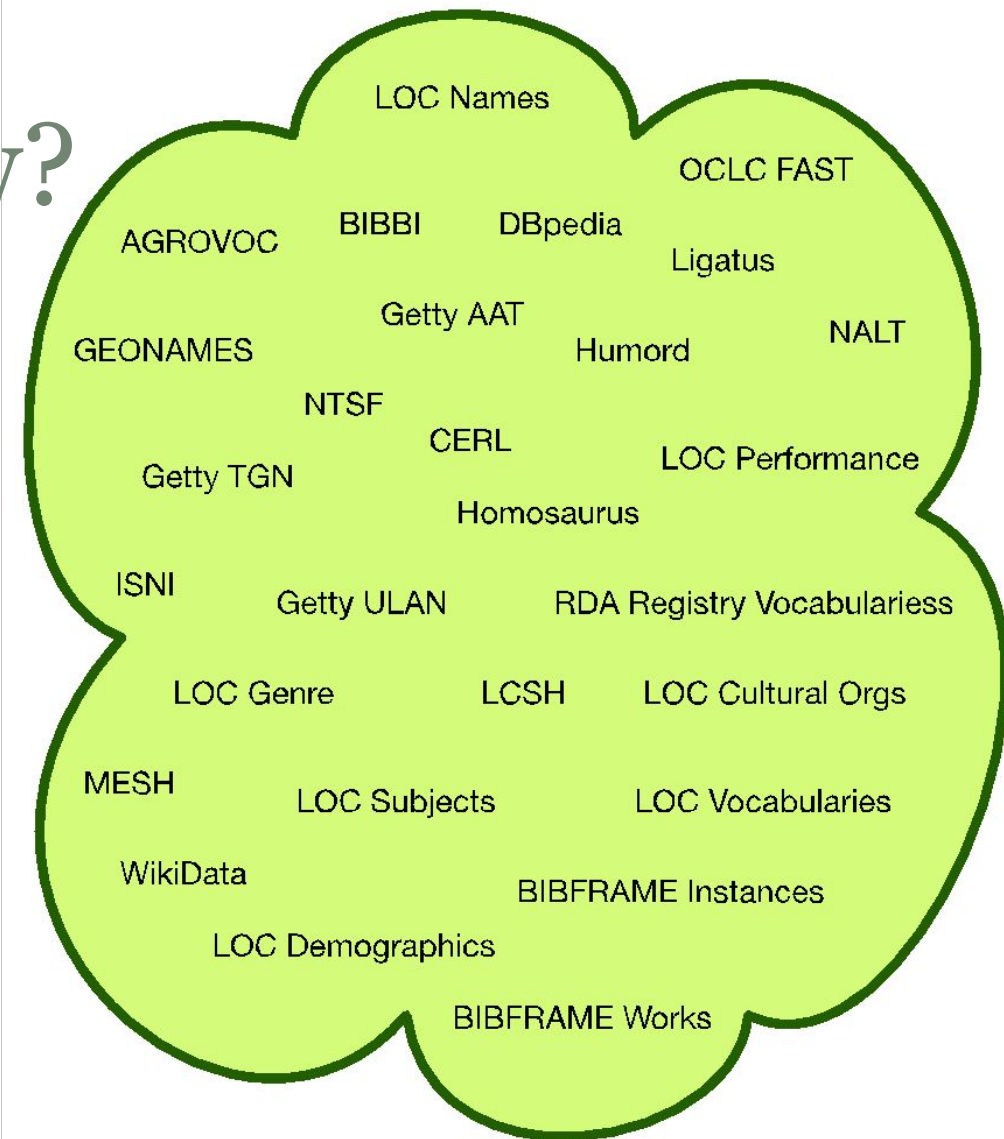 y?
LOC Names
OCLC FAST
BIBBI
DBpedia
AGROVOC
Ligatus
Getty AAT
NALT
GEONAMES
Humord
NTSF
CERL
LOC Performance
Getty TGN
Homosaurus
ISNI
Getty ULAN
RDA Registry Vocabulariess
LOC Genre
LCSH
LOC Cultural Orgs
MESH
LOC Subjects
LOC Vocabularies
WikiData
BIBFRAME Instances
LOC Demographics
BIBFRAME Works